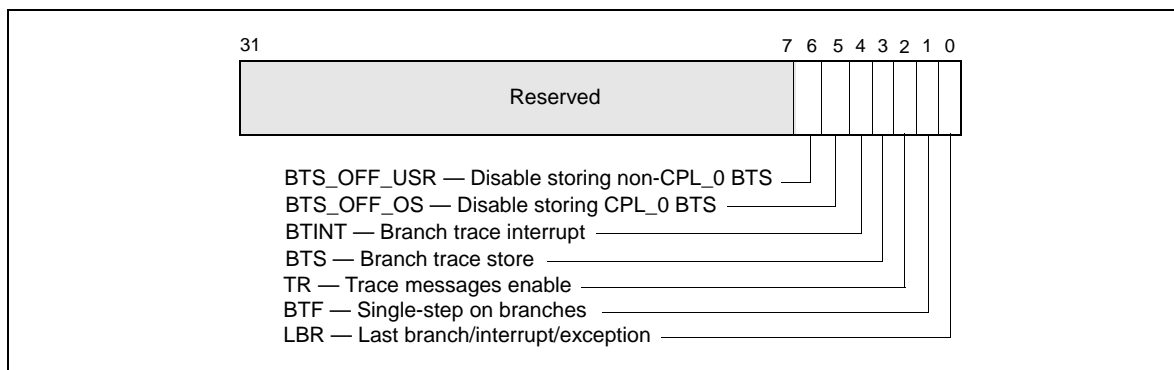 31 7 6 5 4 3 2 1 0
Reserved
BTS_OFF_USR — Disable storing non-CPL_0 BTS
BTS_OFF_OS — Disable storing CPL_0 BTS
BTINT — Branch trace interrupt
BTS — Branch trace store
TR — Trace messages enable
BTF — Single-step on branches
LBR — Last branch/interrupt/exception